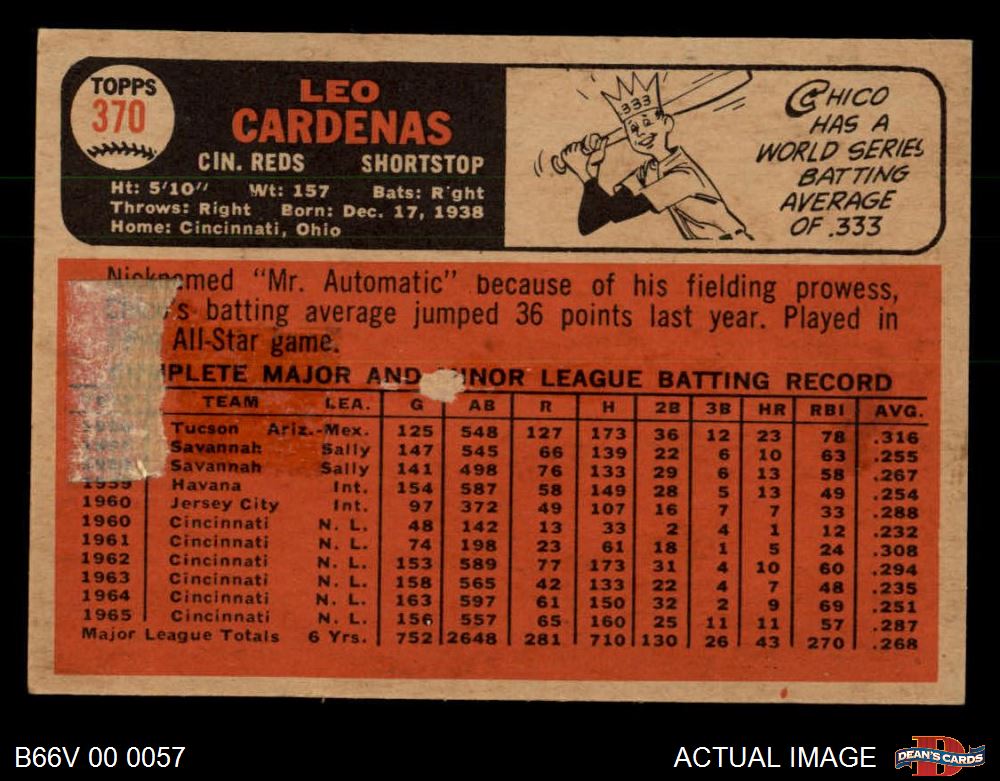 TOPPS
370
LEO
CARDENAS
CIN. REDS SHORTSTOP
Ht: 5'10" Wt: 157 Bats: Right
Throws: Right Born: Dec. 17, 1938
Home: Cincinnati, Ohio
333
CHICO
HAS A
WORLD SERIES
BATTING
AVERAGE
OF .333
Nicknamed "Mr. Automatic" because of his fielding prowess,
batting average jumped 36 points last year. Played in
All-Star game.
COMPLETE MAJOR AND MINOR LEAGUE BATTING RECORD
TEAM LEA. G AB R H 2B 3B HR RBI AVG.
Tucson Ariz.-Mex. 125 548 127 173 36 12 23 78 .316
Savannah Sally 147 545 66 139 22 6 10 63 .255
Savannah Sally 141 498 76 133 29 6 13 58 .267
1959 Havana Int. 154 587 58 149 28 5 13 49 .254
1960 Jersey City Int. 97 372 49 107 16 7 7 33 .288
1960 Cincinnati N. L. 48 142 13 33 2 4 1 12 .232
1961 Cincinnati N. L. 74 198 23 61 18 1 5 24 .308
1962 Cincinnati N. L. 153 589 77 173 31 4 10 60 .294
1963 Cincinnati N. L. 158 565 42 133 22 4 7 48 .235
1964 Cincinnati N. L. 163 597 61 150 32 2 9 69 .251
1965 Cincinnati N. L. 156 557 65 160 25 11 11 57 .287
Major League Totals 6 Yrs. 752 2648 281 710 130 26 43 270 .268
B66V 00 0057
ACTUAL IMAGE
DEAN'S CARDS